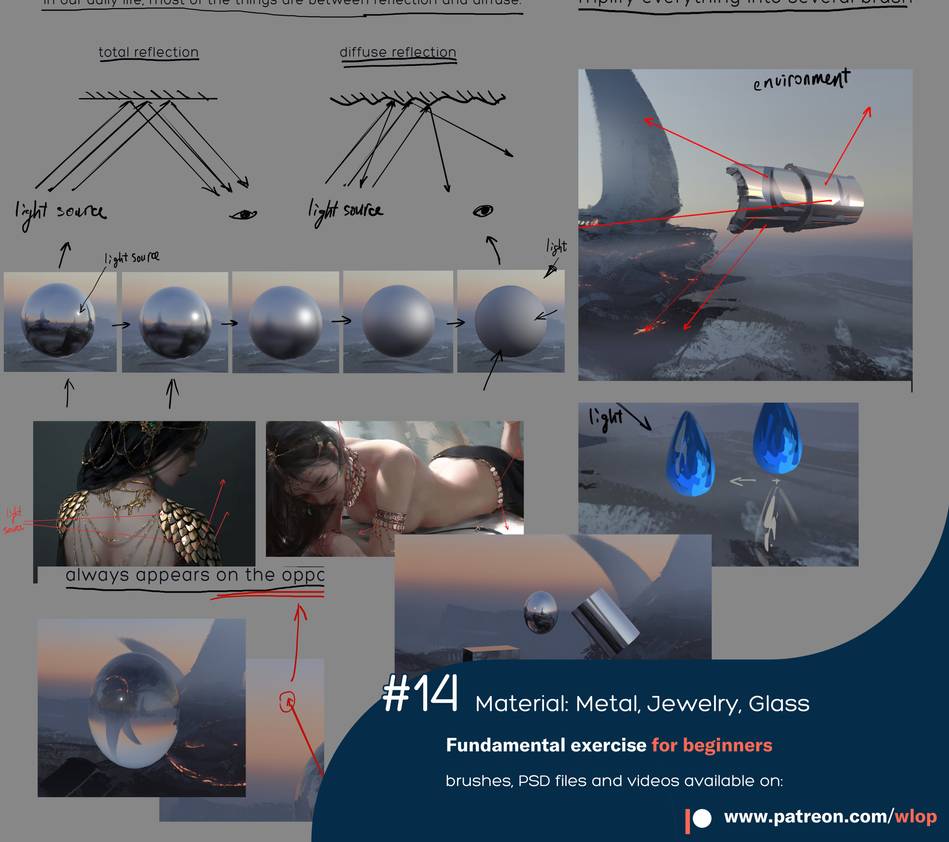 in our daily life, most of the things are between reflection and diffuse.
everything into several brush
total reflection
diffuse reflection
environment
light source
light source
light source
light
light
light source
always appears on the oppo
#14 Material: Metal, Jewelry, Glass
Fundamental exercise for beginners
brushes, PSD files and videos available on:
www.patreon.com/wlop